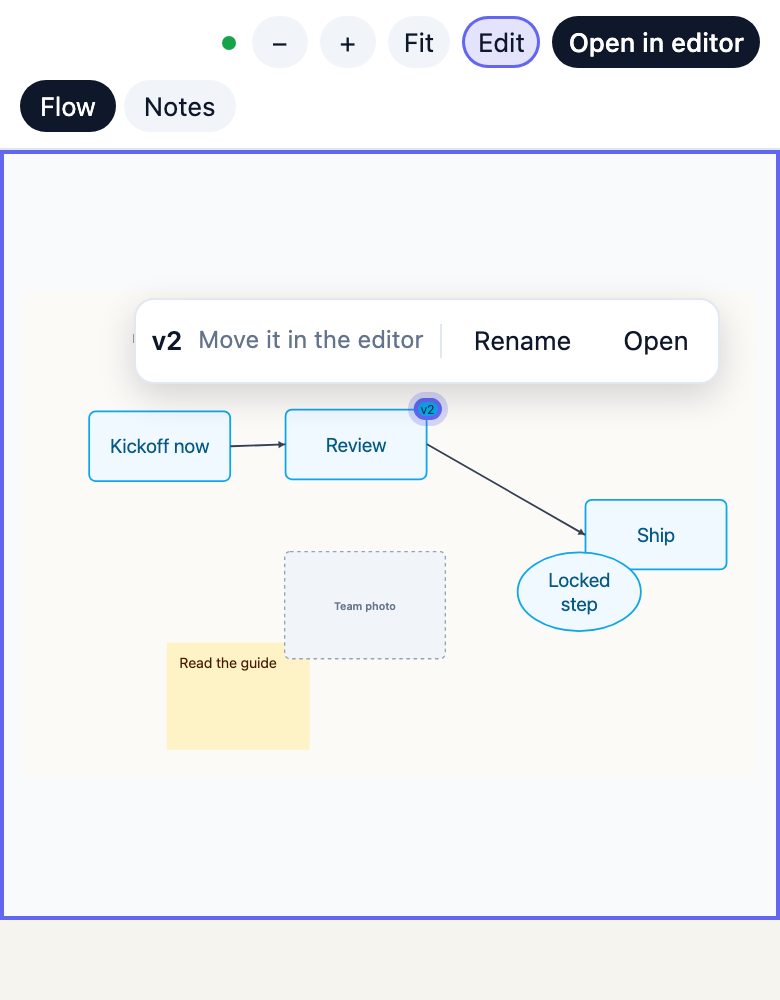 − + Fit Edit Open in editor
Flow Notes
v2 Move it in the editor Rename Open
v2
Kickoff now
Review
Ship
Locked
step
Team photo
Read the guide